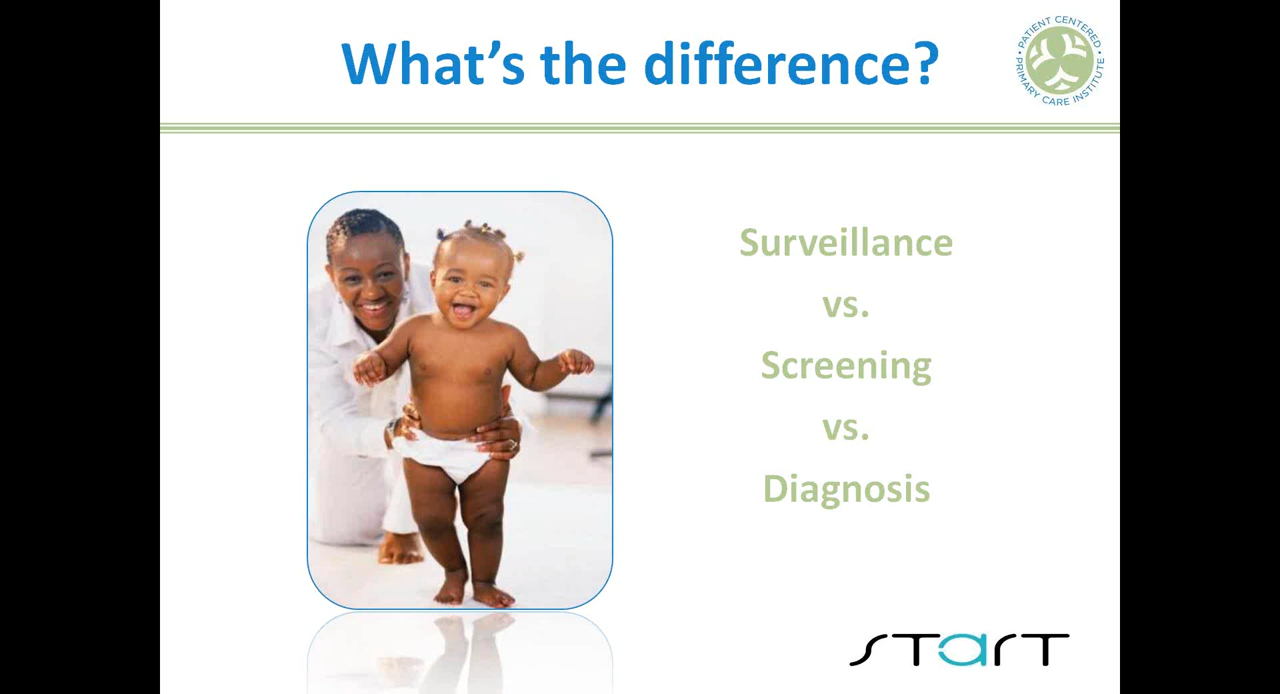 What's the difference?
PATIENT CENTERED
PRIMARY CARE INSTITUTE
Surveillance
vs.
Screening
vs.
Diagnosis
START